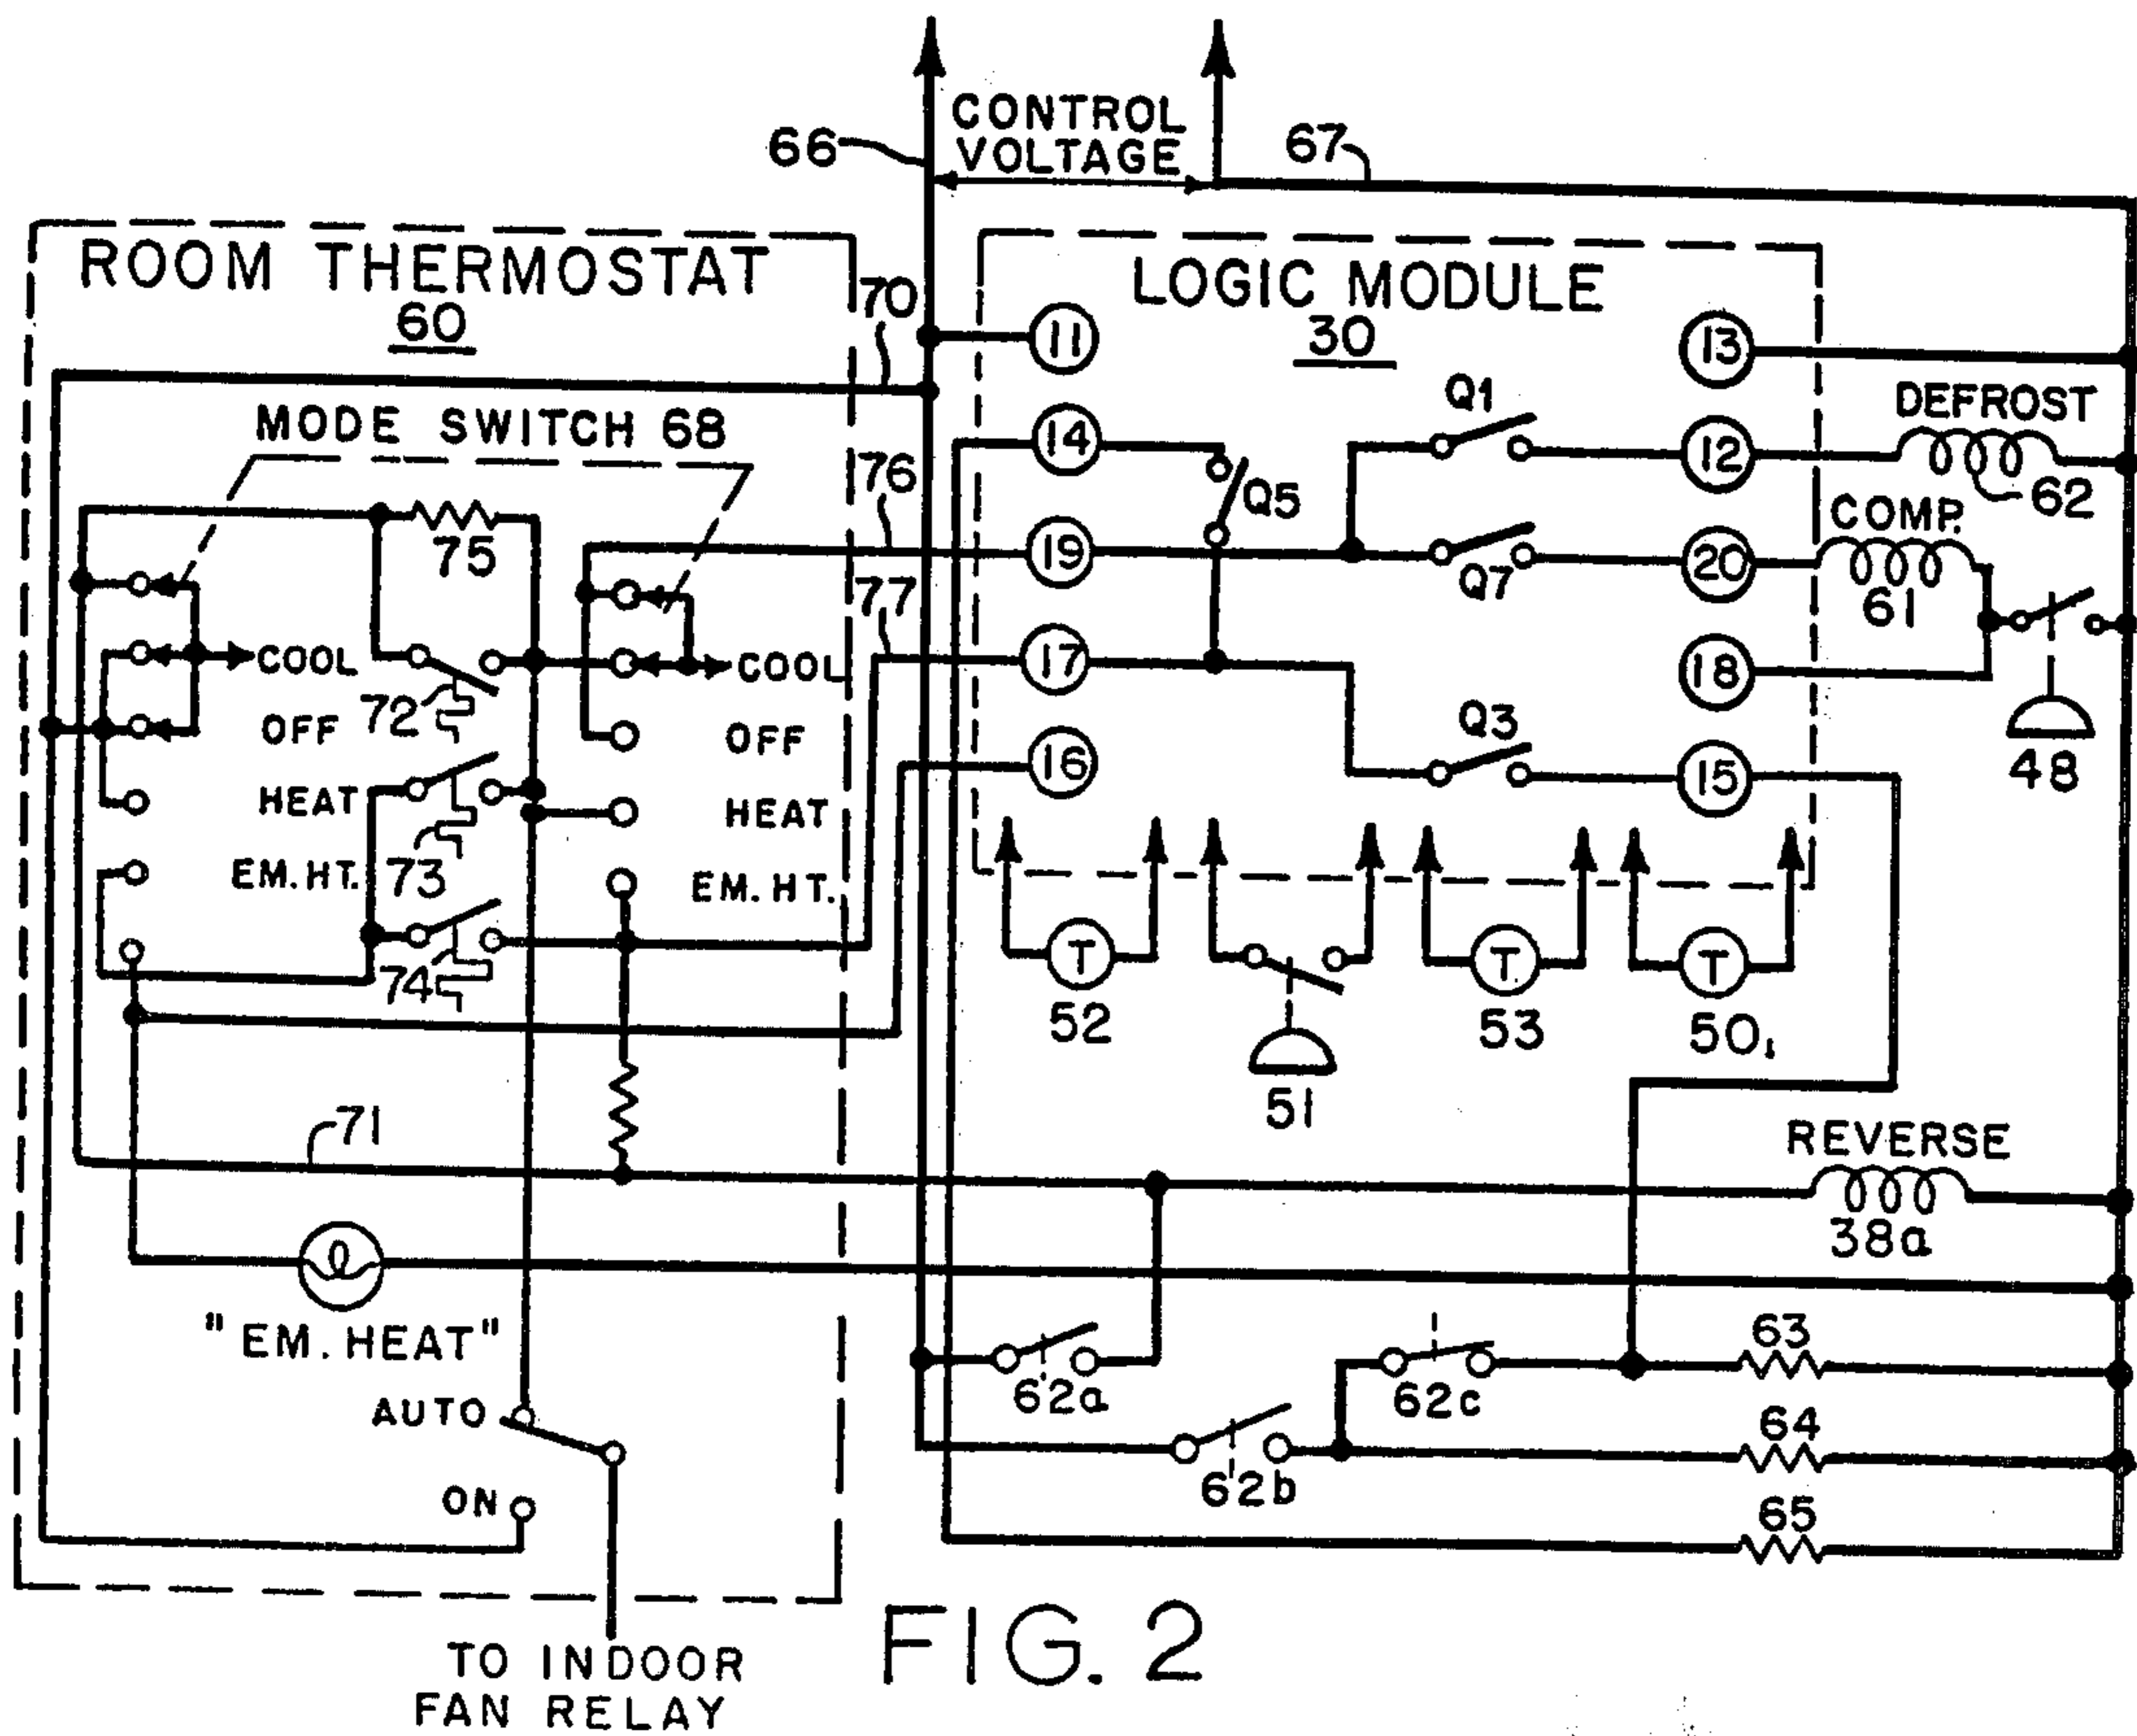 CONTROL
VOLTAGE
66
67
ROOM THERMOSTAT
60
70
LOGIC MODULE
30
11
13
MODE SWITCH 68
76
14
Q1
12
DEFROST
62
Q5
75
77
19
Q7
20
COMP.
61
COOL
COOL
17
18
72
OFF
OFF
16
Q3
15
48
HEAT
HEAT
73
EM. HT.
EM. HT.
74
T
T
T
52
51
53
50
71
REVERSE
38a
"EM. HEAT"
62a
62c
63
AUTO
62b
64
ON
65
TO INDOOR
FAN RELAY
FIG. 2